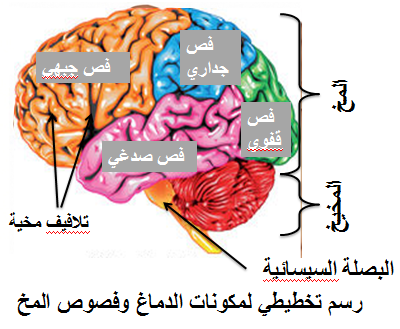 فص
جداري
فص جبهي
فص
قفوي
فص صدغي
المخ
المخيخ
تلافيف مخية
البصلة السيسائية
رسم تخطيطي لمكونات الدماغ وفصوص المخ